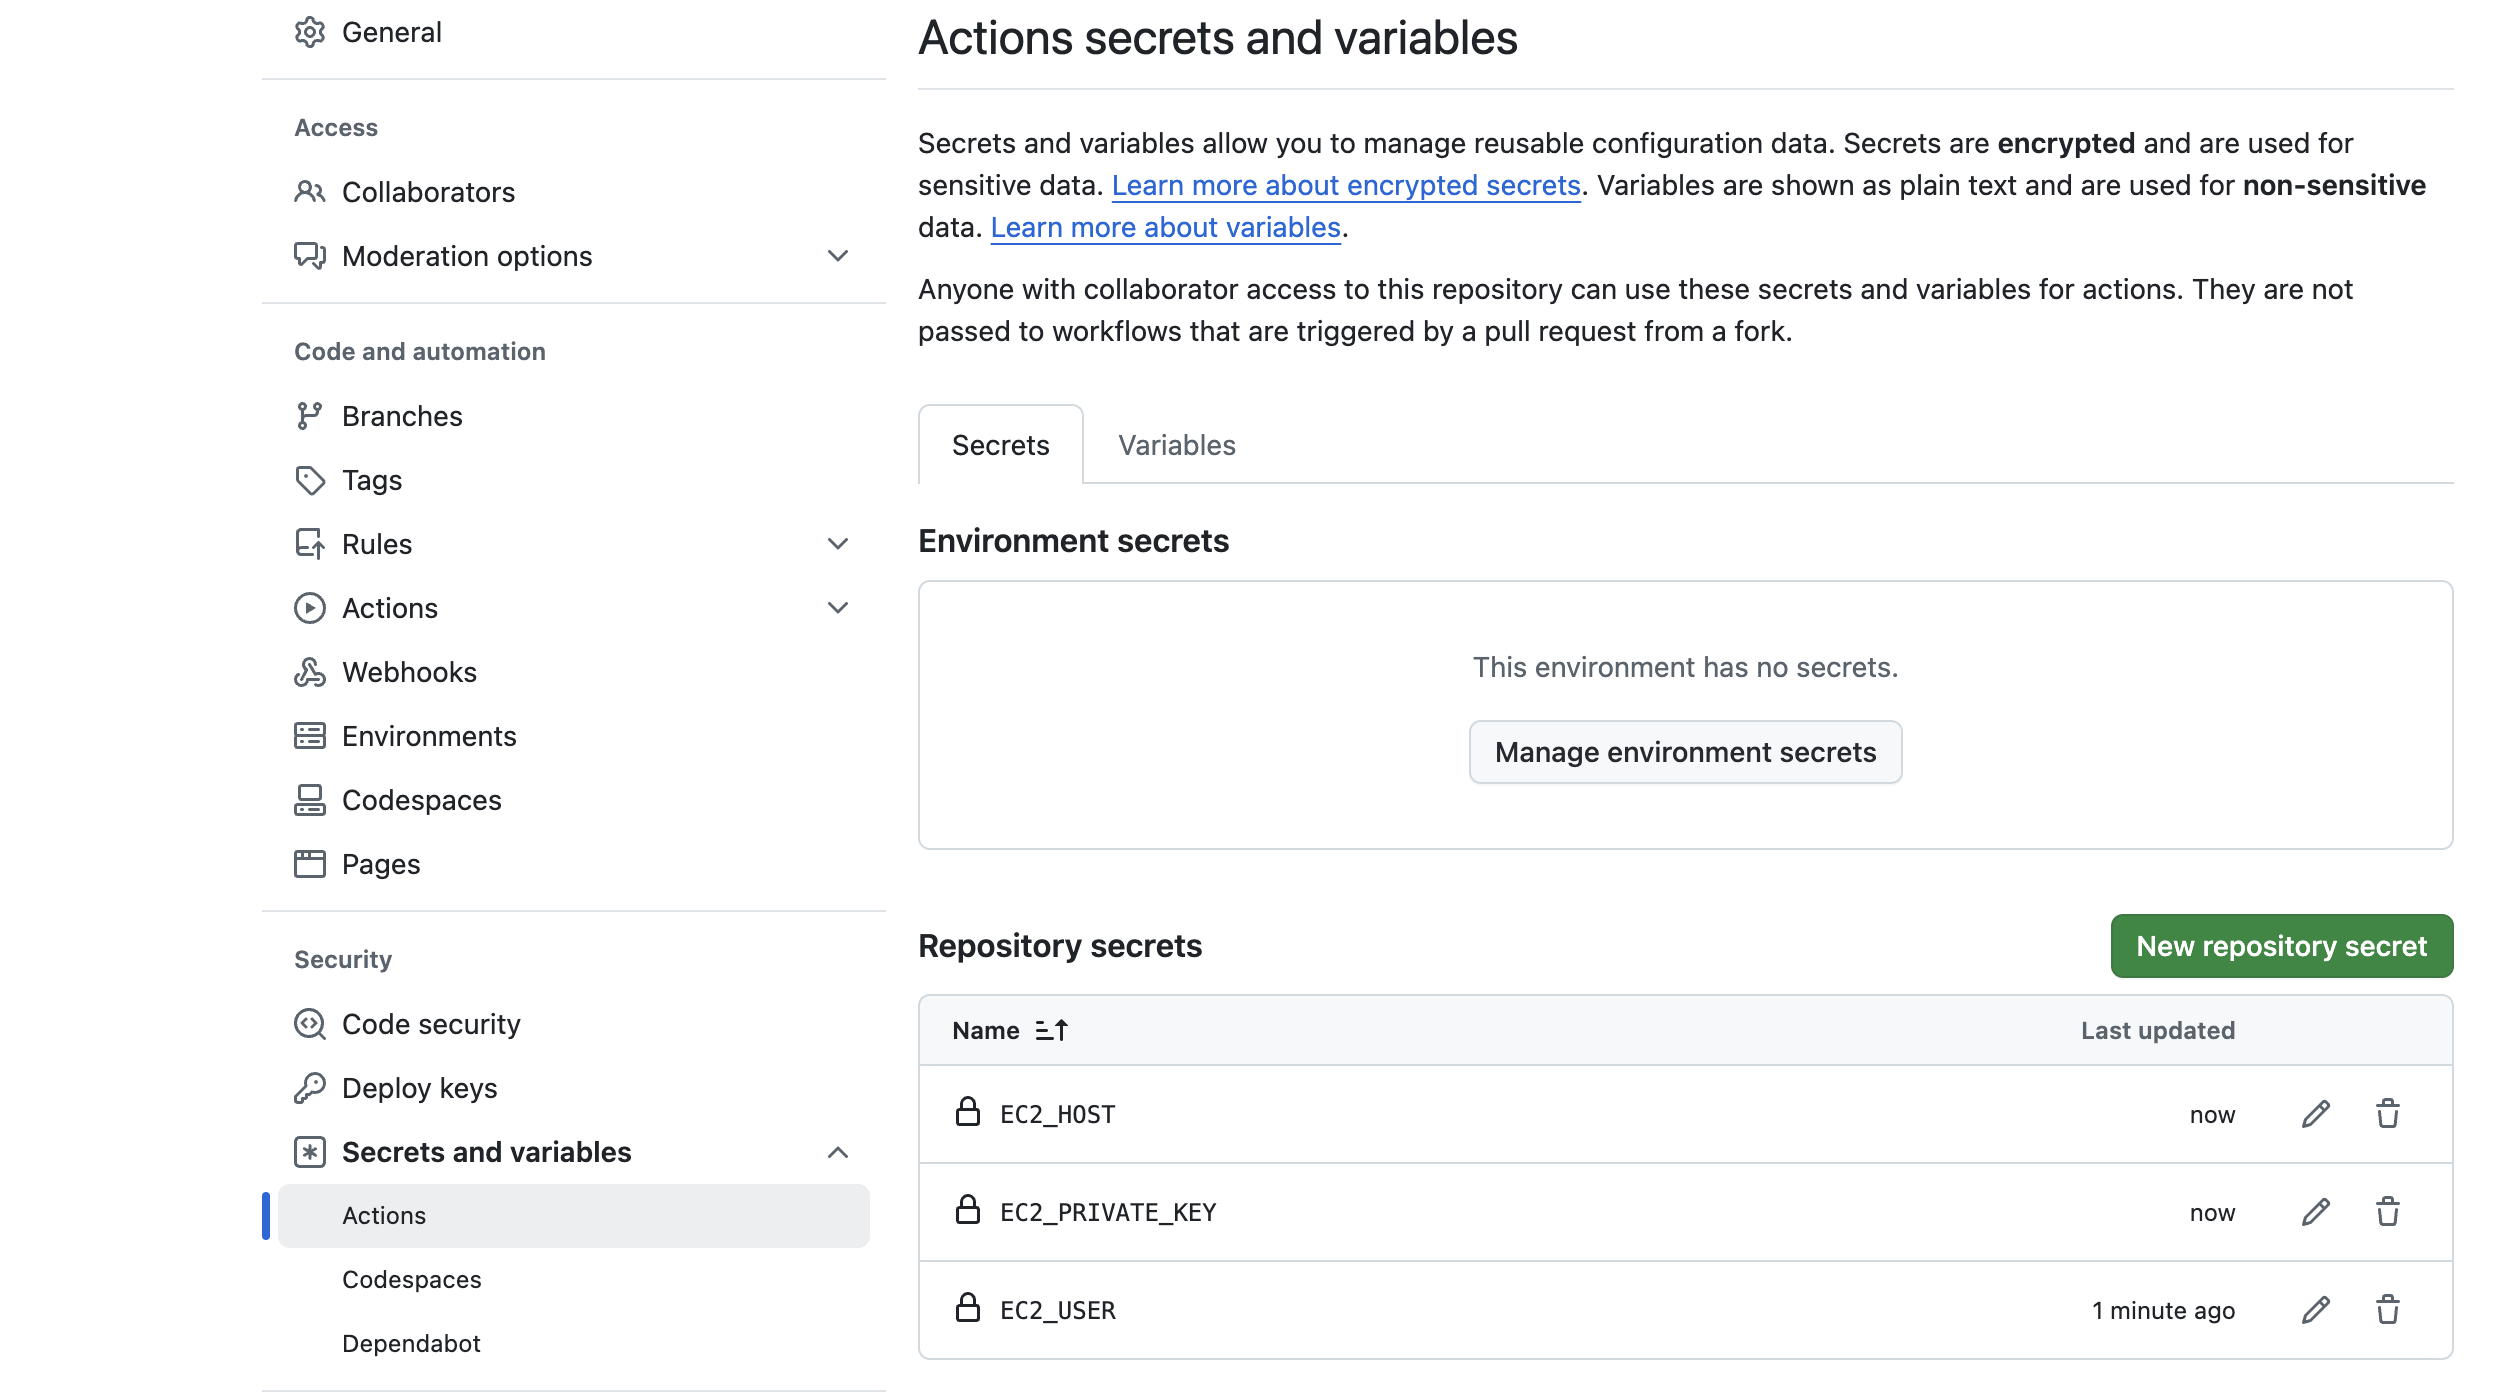 General
Access
Collaborators
Moderation options
Code and automation
Branches
Tags
Rules
Actions
Webhooks
Environments
Codespaces
Pages
Security
Code security
Deploy keys
Secrets and variables
Actions
Codespaces
Dependabot
Actions secrets and variables
Secrets and variables allow you to manage reusable configuration data. Secrets are encrypted and are used for
sensitive data. Learn more about encrypted secrets. Variables are shown as plain text and are used for non-sensitive
data. Learn more about variables.
Anyone with collaborator access to this repository can use these secrets and variables for actions. They are not
passed to workflows that are triggered by a pull request from a fork.
Secrets Variables
Environment secrets
This environment has no secrets.
Manage environment secrets
Repository secrets New repository secret
Name Last updated
EC2_HOST now
EC2_PRIVATE_KEY now
EC2_USER 1 minute ago